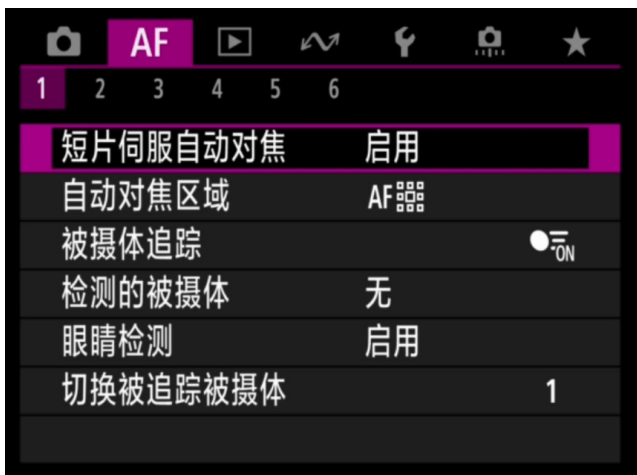 AF
1 2 3 4 5 6
短片伺服自动对焦 启用
自动对焦区域 AF
被摄体追踪 ON
检测的被摄体 无
眼睛检测 启用
切换被追踪被摄体 1